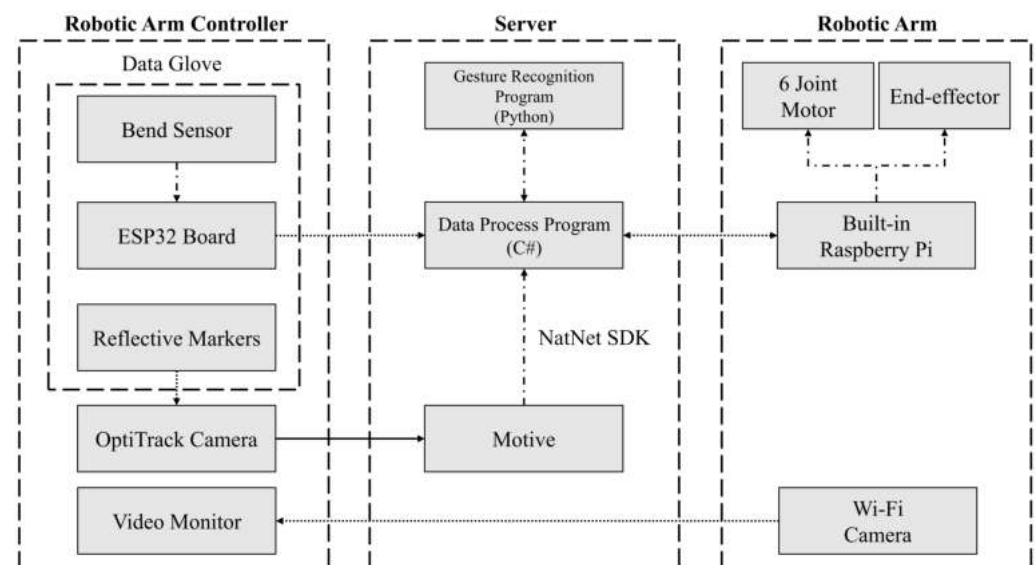 Robotic Arm Controller
Data Glove
Bend Sensor
ESP32 Board
Reflective Markers
OptiTrack Camera
Video Monitor
Server
Gesture Recognition
Program
(Python)
Data Process Program
(C#)
NatNet SDK
Motive
Robotic Arm
6 Joint
Motor
End-effector
Built-in
Raspberry Pi
Wi-Fi
Camera